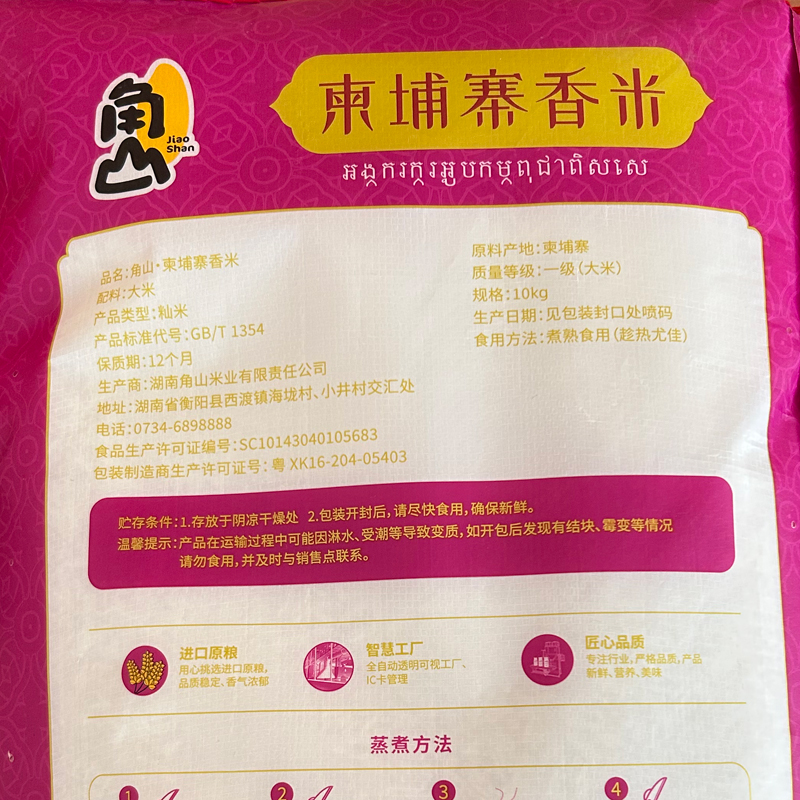 角山
Jiao
Shan
柬埔寨香米
អង្ករក្រអូបកម្ពុជាពិសសេ
品名:角山·柬埔寨香米
配料:大米
产品类型:籼米
产品标准代号:GB/T 1354
保质期:12个月
生产商:湖南角山米业有限责任公司
地址:湖南省衡阳县西渡镇海垅村、小井村交汇处
电话:0734-6898888
食品生产许可证编号:SC10143040105683
包装制造商生产许可证号:粤 XK16-204-05403
原料产地:柬埔寨
质量等级:一级(大米)
规格:10kg
生产日期:见包装封口处喷码
食用方法:煮熟食用(趁热尤佳)
贮存条件:1.存放于阴凉干燥处 2.包装开封后,请尽快食用,确保新鲜。
温馨提示:产品在运输过程中可能因淋水、受潮等导致变质,如开包后发现有结块、霉变等情况
请勿食用,并及时与销售点联系。
进口原粮
用心挑选进口原粮,
品质稳定、香气浓郁
智慧工厂
全自动透明可视工厂、
IC卡管理
匠心品质
专注行业,严格品质,产品
新鲜、营养、美味
蒸煮方法
1
2
3
4